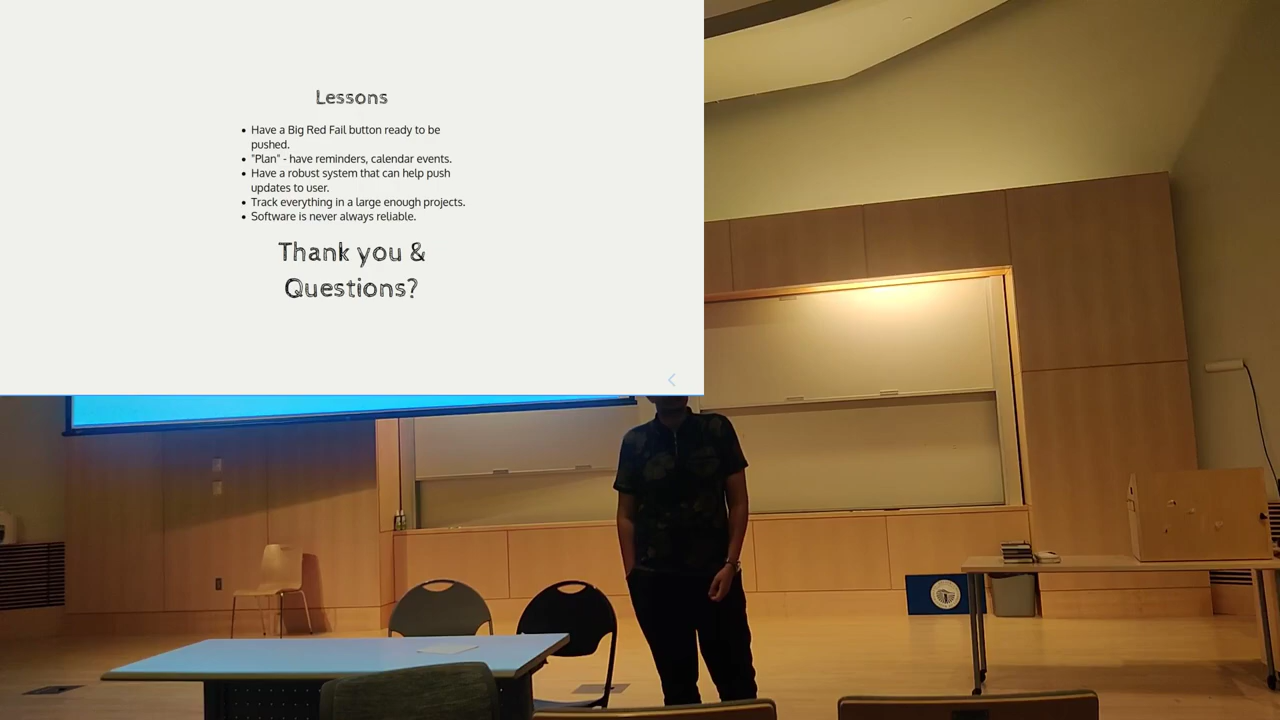 Lessons
Have a Big Red Fail button ready to be
pushed.
"Plan" - have reminders, calendar events.
Have a robust system that can help push
updates to user.
Track everything in a large enough projects.
Software is never always reliable.
Thank you &
Questions?